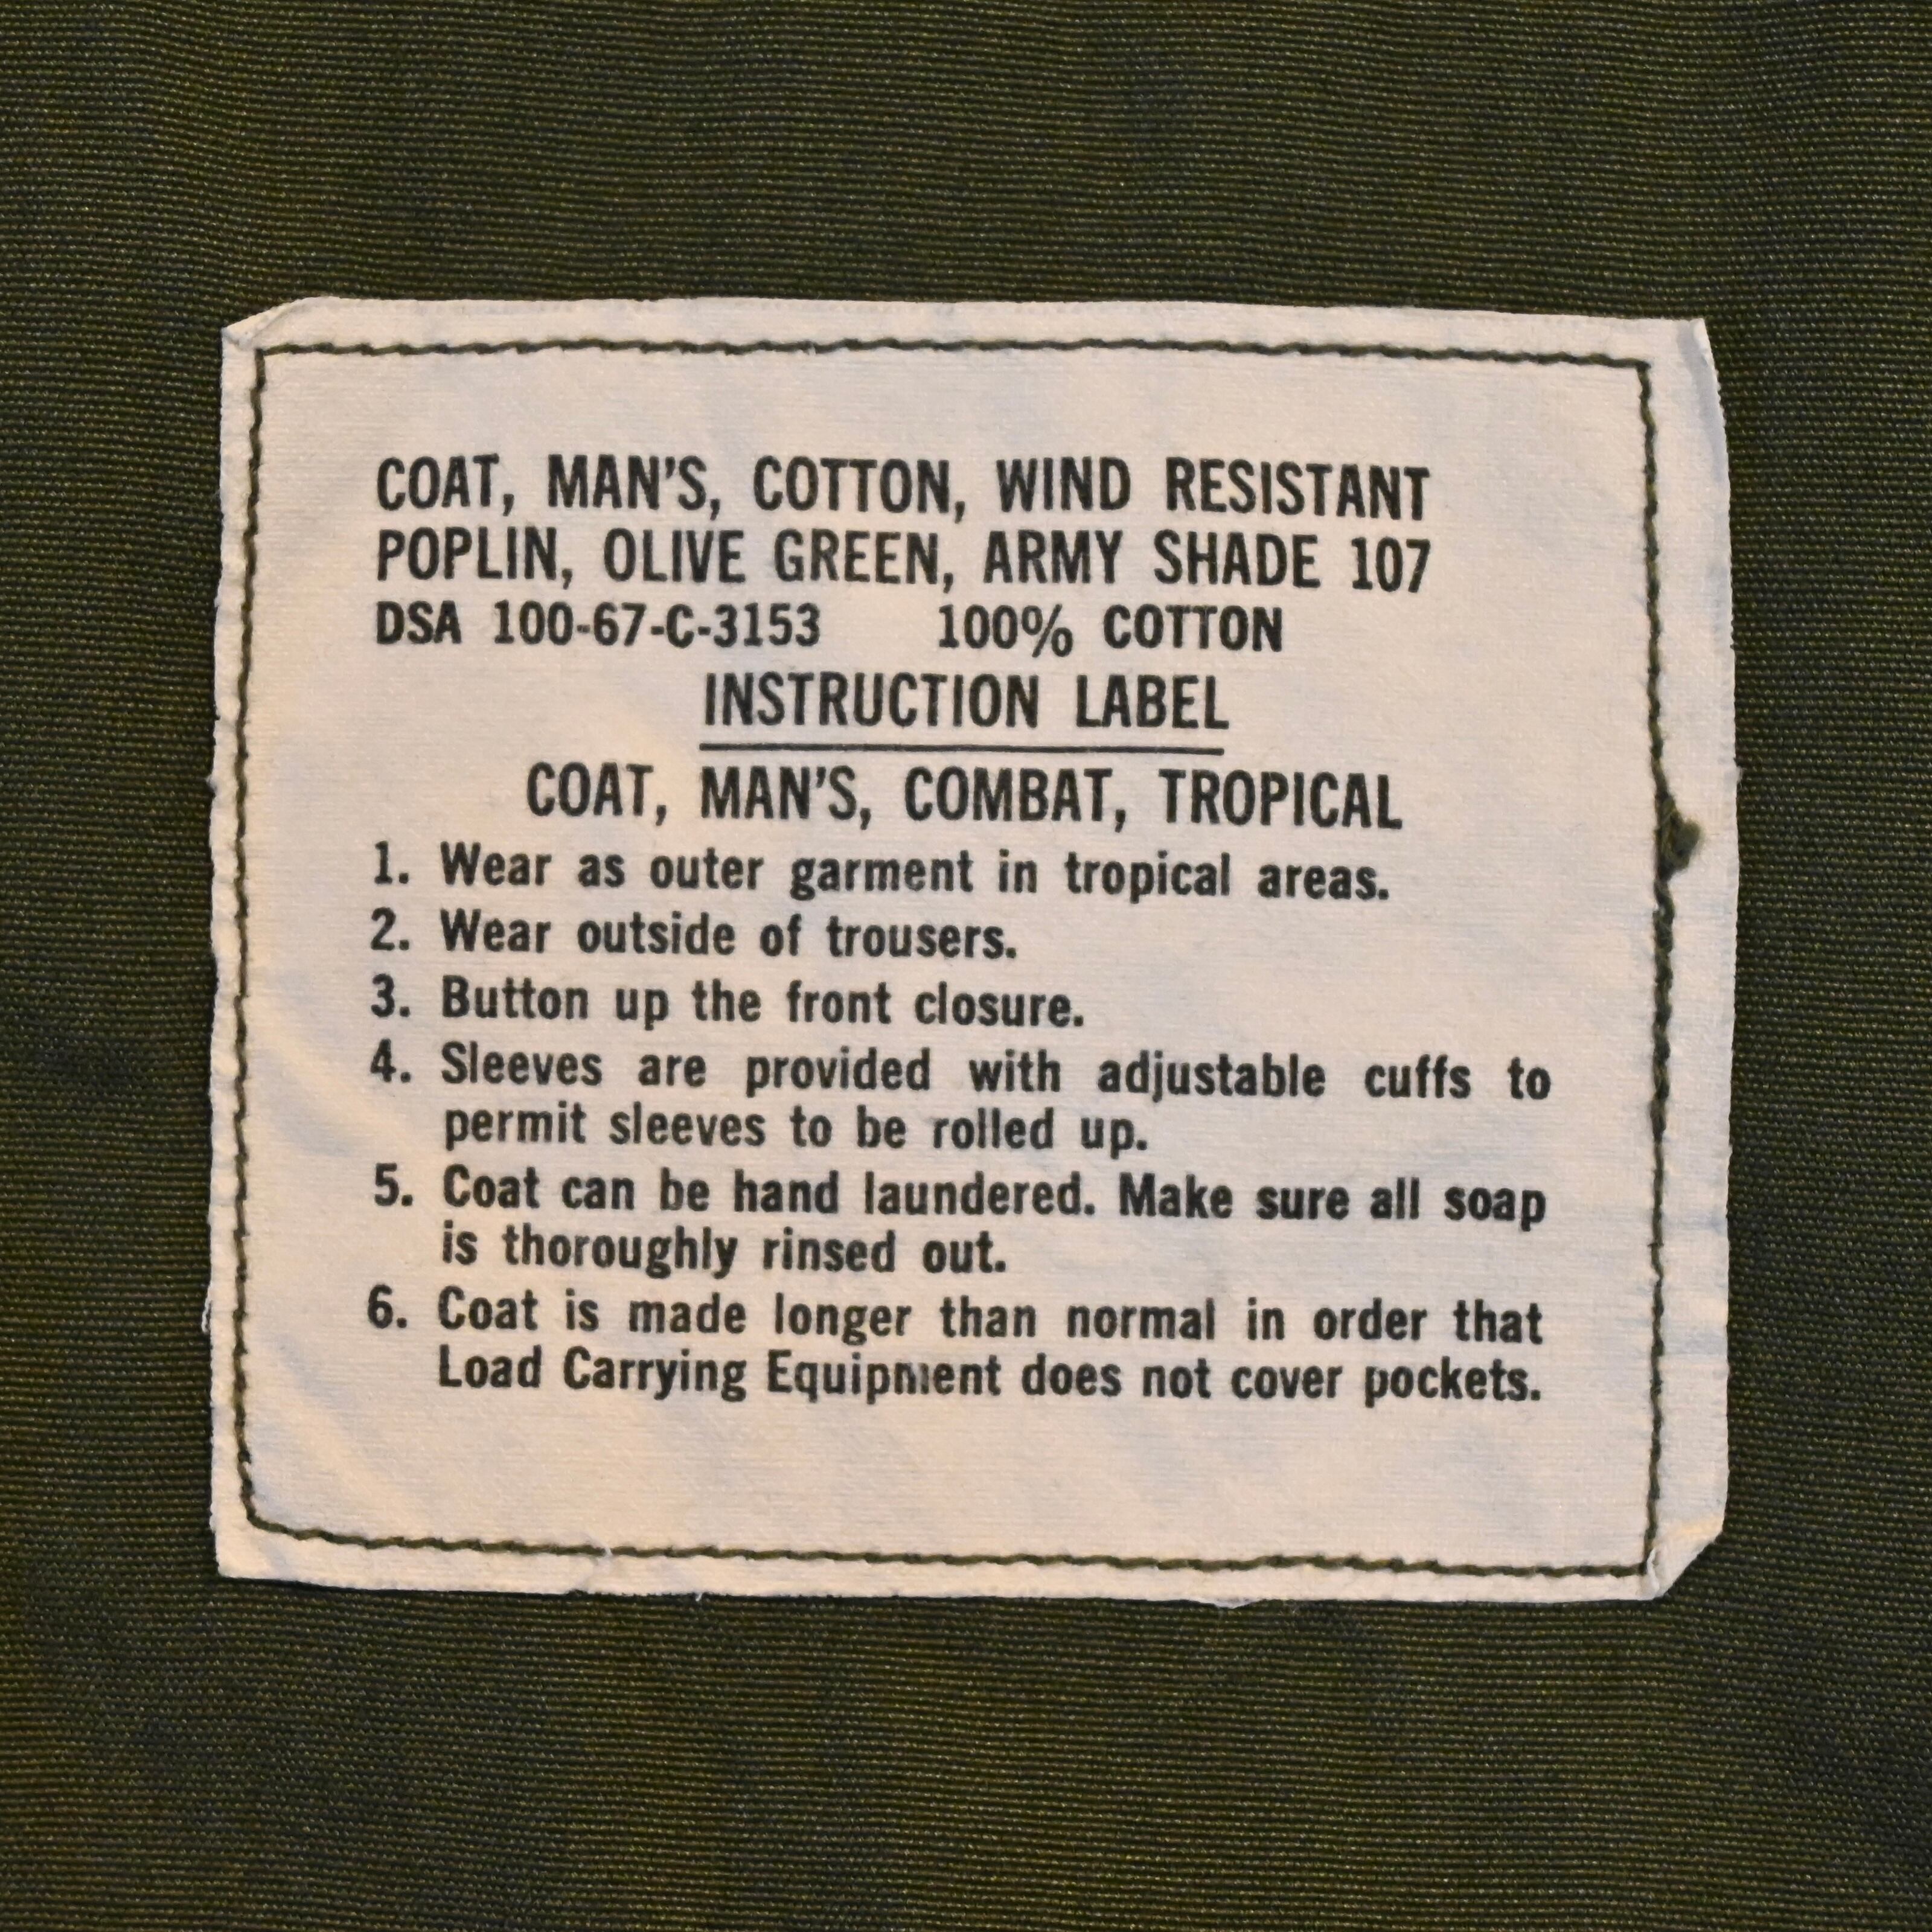 COAT, MAN'S, COTTON, WIND RESISTANT
POPLIN, OLIVE GREEN, ARMY SHADE 107
DSA 100-67-C-3153 100% COTTON
INSTRUCTION LABEL
COAT, MAN'S, COMBAT, TROPICAL
1. Wear as outer garment in tropical areas.
2. Wear outside of trousers.
3. Button up the front closure.
4. Sleeves are provided with adjustable cuffs to
permit sleeves to be rolled up.
5. Coat can be hand laundered. Make sure all soap
is thoroughly rinsed out.
6. Coat is made longer than normal in order that
Load Carrying Equipment does not cover pockets.